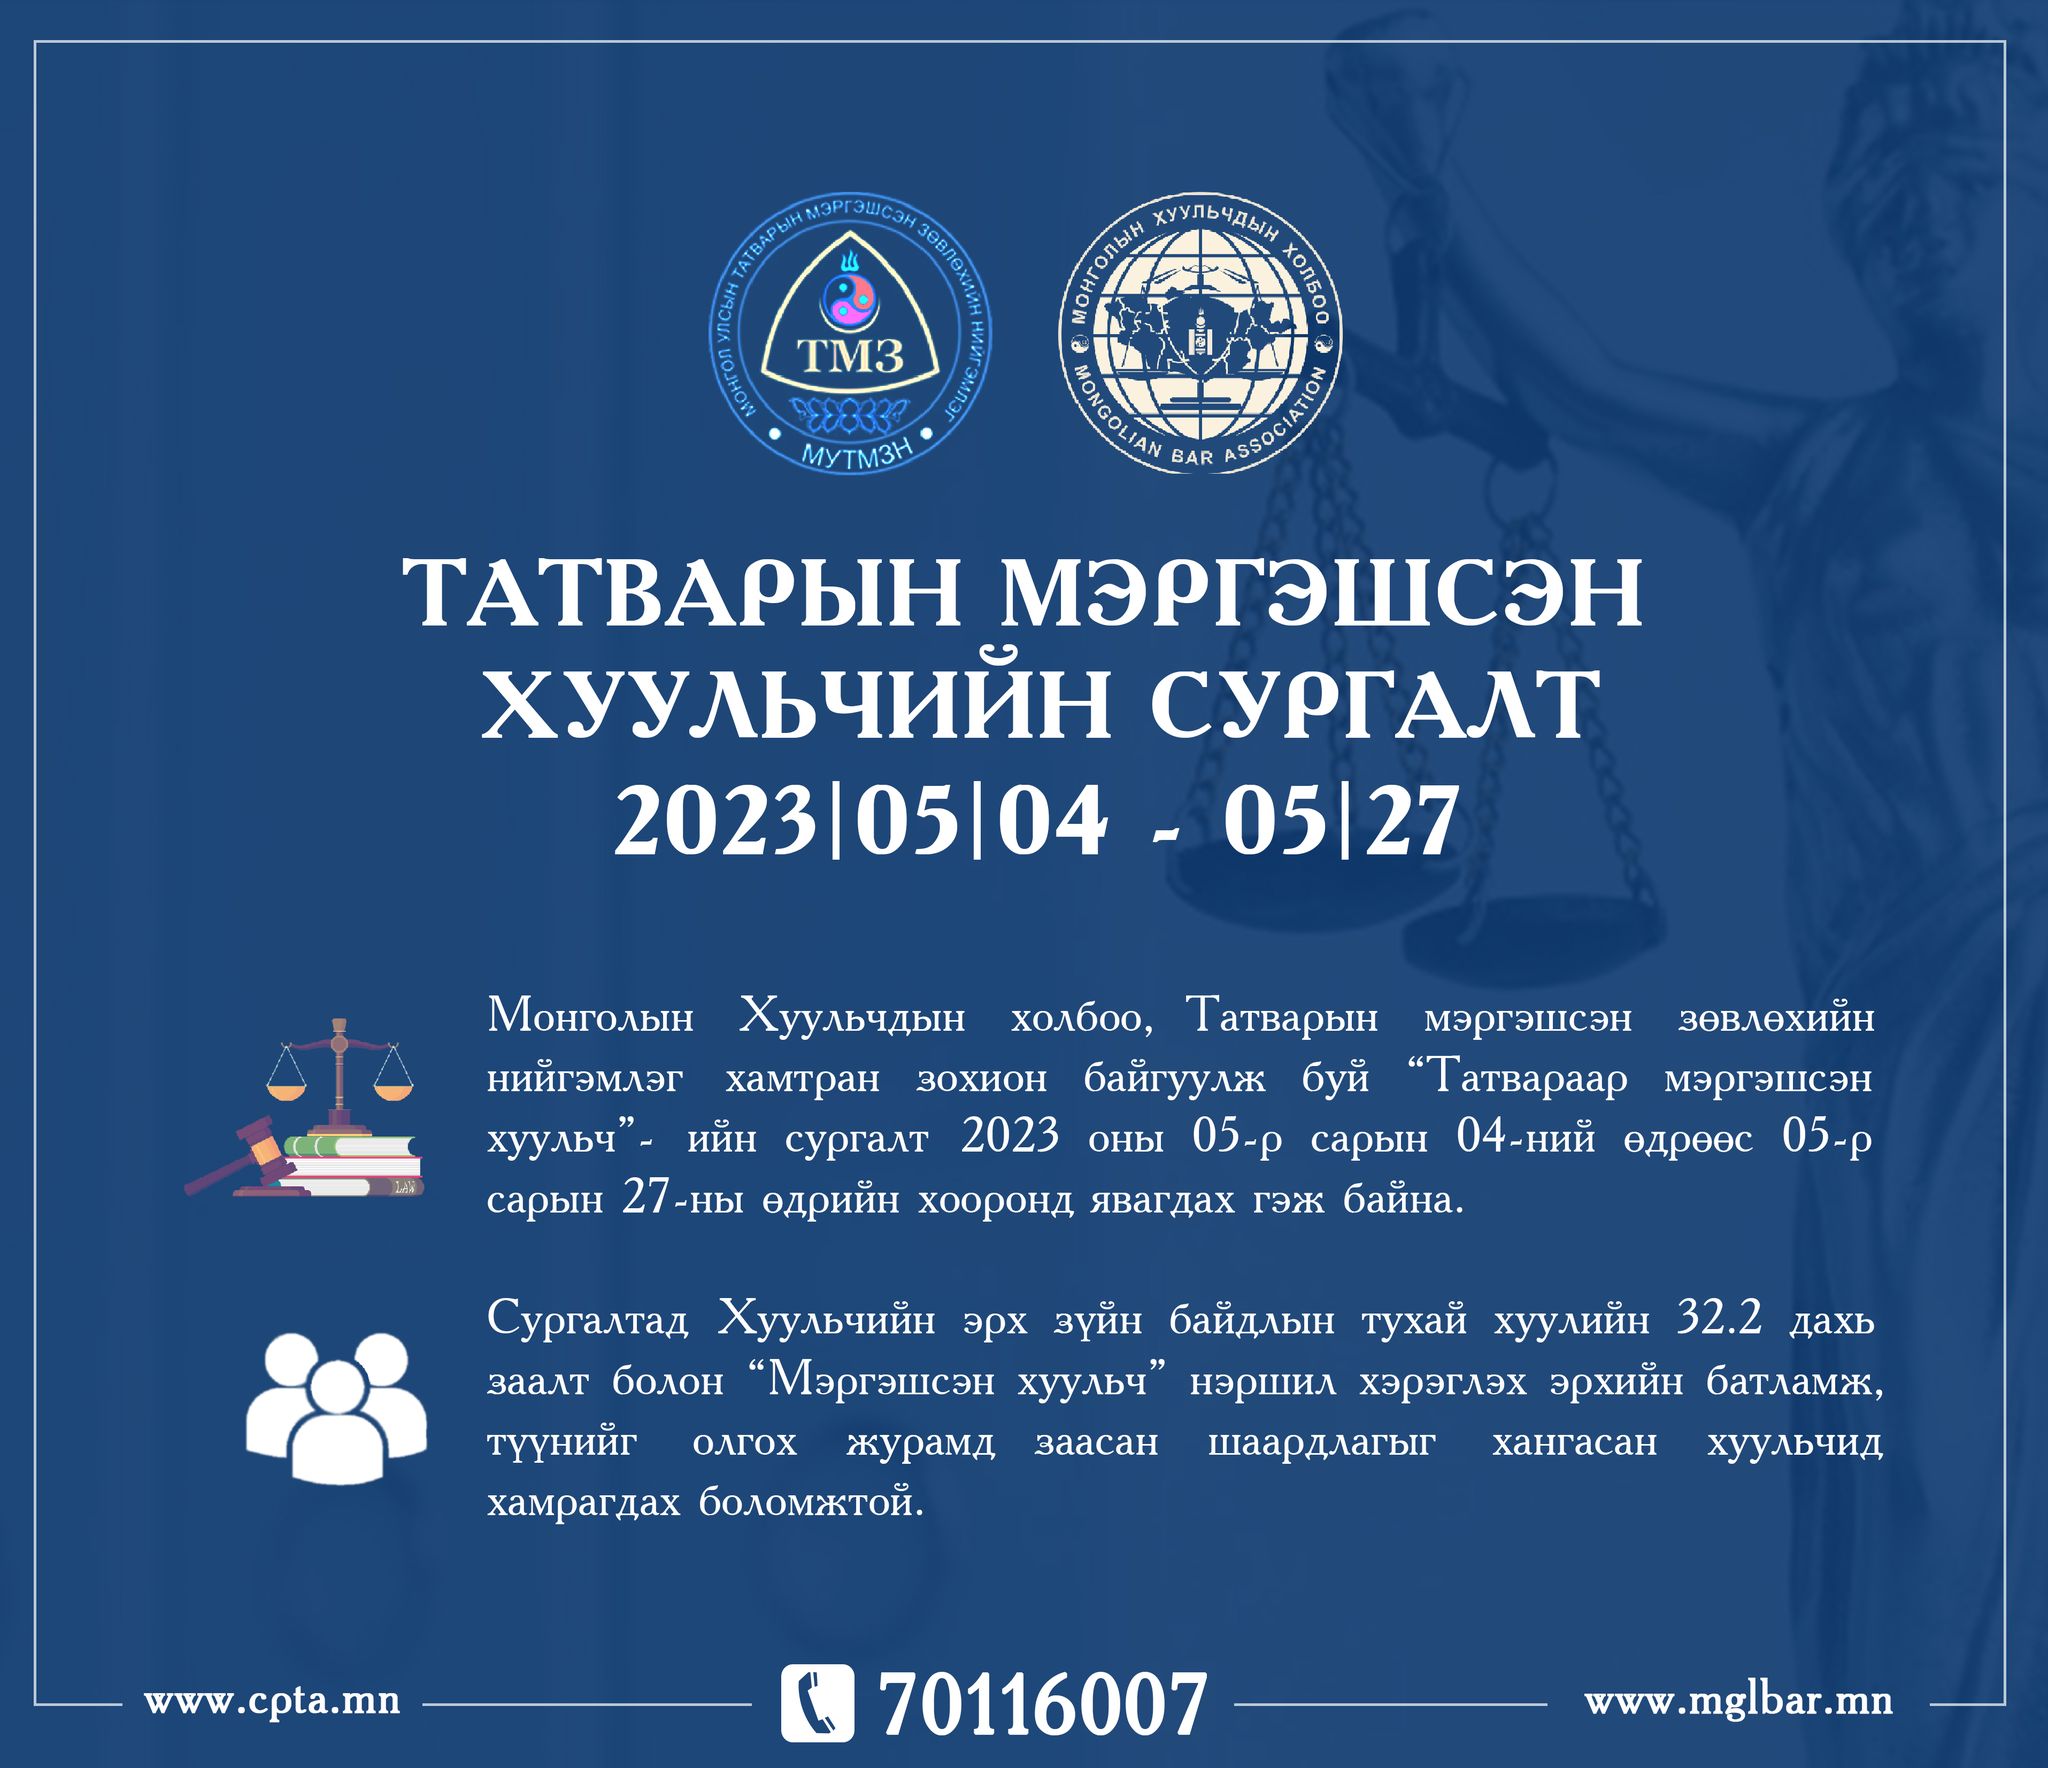 МОНГОЛ УЛСЫН ТАТВАРЫН МЭРГЭШСЭН ЗӨВЛӨХИЙН НИЙГЭМЛЭГ
ТМЗ
МУТМЗН
МОНГОЛЫН ХУУЛЬЧДЫН ХОЛБОО
MONGOLIAN BAR ASSOCIATION
ТАТВАРЫН МЭРГЭШСЭН
ХУУЛЬЧИЙН СУРГАЛТ
2023|05|04 - 05|27
Монголын Хуульчдын холбоо, Татварын мэргэшсэн зөвлөхийн
нийгэмлэг хамтран зохион байгуулж буй “Татвараар мэргэшсэн
хуульч”- ийн сургалт 2023 оны 05-р сарын 04-ний өдрөөс 05-р
сарын 27-ны өдрийн хооронд явагдах гэж байна.
LAW
Сургалтад Хуульчийн эрх зүйн байдлын тухай хуулийн 32.2 дахь
заалт болон “Мэргэшсэн хуульч” нэршил хэрэглэх эрхийн батламж,
түүнийг олгох журамд заасан шаардлагыг хангасан хуульчид
хамрагдах боломжтой.
www.cpta.mn
70116007
www.mglbar.mn